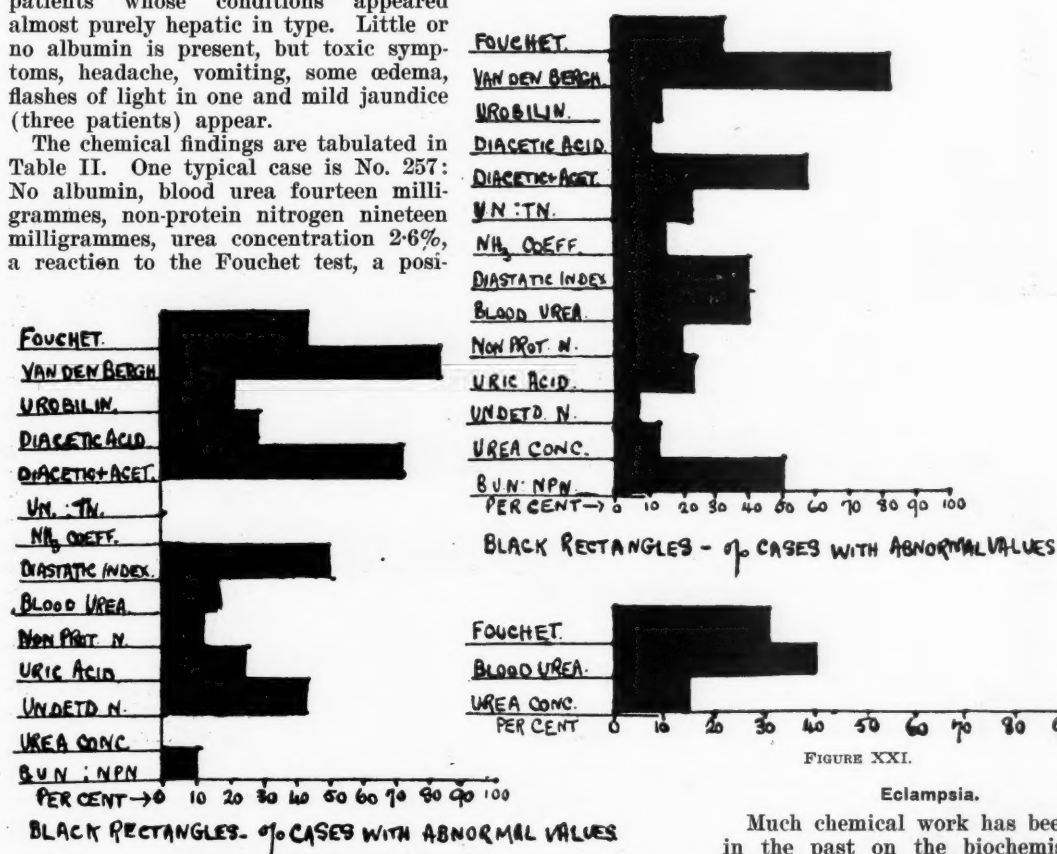 patients whose conditions appeared
almost purely hepatic in type. Little or
no albumin is present, but toxic symp-
toms, headache, vomiting, some œdema,
flashes of light in one and mild jaundice
(three patients) appear.
The chemical findings are tabulated in
Table II. One typical case is No. 257:
No albumin, blood urea fourteen milli-
grammes, non-protein nitrogen nineteen
milligrammes, urea concentration 2·6%,
a reaction to the Fouchet test, a posi-
FOUCHET.
VAN DEN BERGH
UROBILIN.
DIACETIC ACID
DIACETIC+ACET.
UN. : TN.
NH₃ COEFF.
DIASTATIC INDEX.
BLOOD UREA.
NON PROT. N.
URIC ACID
UNDETD N.
UREA CONC
BUN : NPN
PER CENT→0 10 20 30 40 50 60 70 80 90 100
BLACK RECTANGLES - % CASES WITH ABNORMAL VALUES
FOUCHET.
VAN DEN BERGH.
UROBILIN.
DIACETIC ACID.
DIACETIC+ACET.
UN : TN.
NH₃ COEFF.
DIASTATIC INDEX
BLOOD UREA.
NON PROT. N.
URIC ACID.
UNDETD. N.
UREA CONC.
BUN: NPN.
PER CENT→ 0 10 20 30 40 50 60 70 80 90 100
BLACK RECTANGLES - % CASES WITH ABNORMAL VALUES
FOUCHET.
BLOOD UREA.
UREA CONC.
PER CENT 0 10 20 30 40 50 60 70 80
FIGURE XXI.
Eclampsia.
Much chemical work has bee
in the past on the biochemis